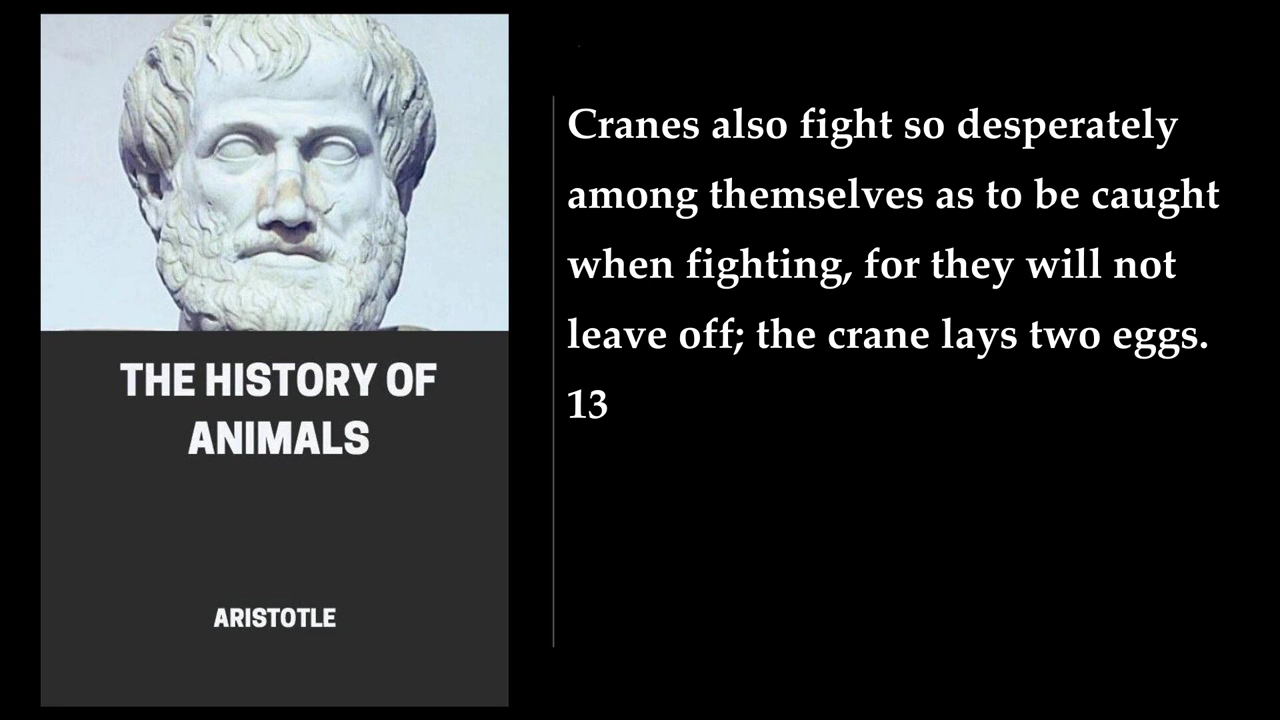 THE HISTORY OF
ANIMALS
ARISTOTLE
Cranes also fight so desperately
among themselves as to be caught
when fighting, for they will not
leave off; the crane lays two eggs.
13